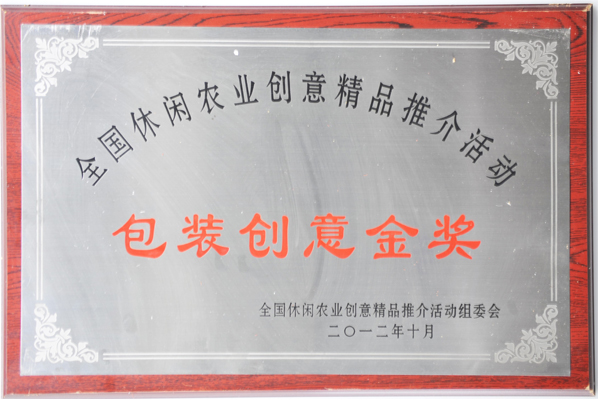 全国休闲农业创意精品推介活动
包装创意金奖
全国休闲农业创意精品推介活动组委会
二〇一二年十月